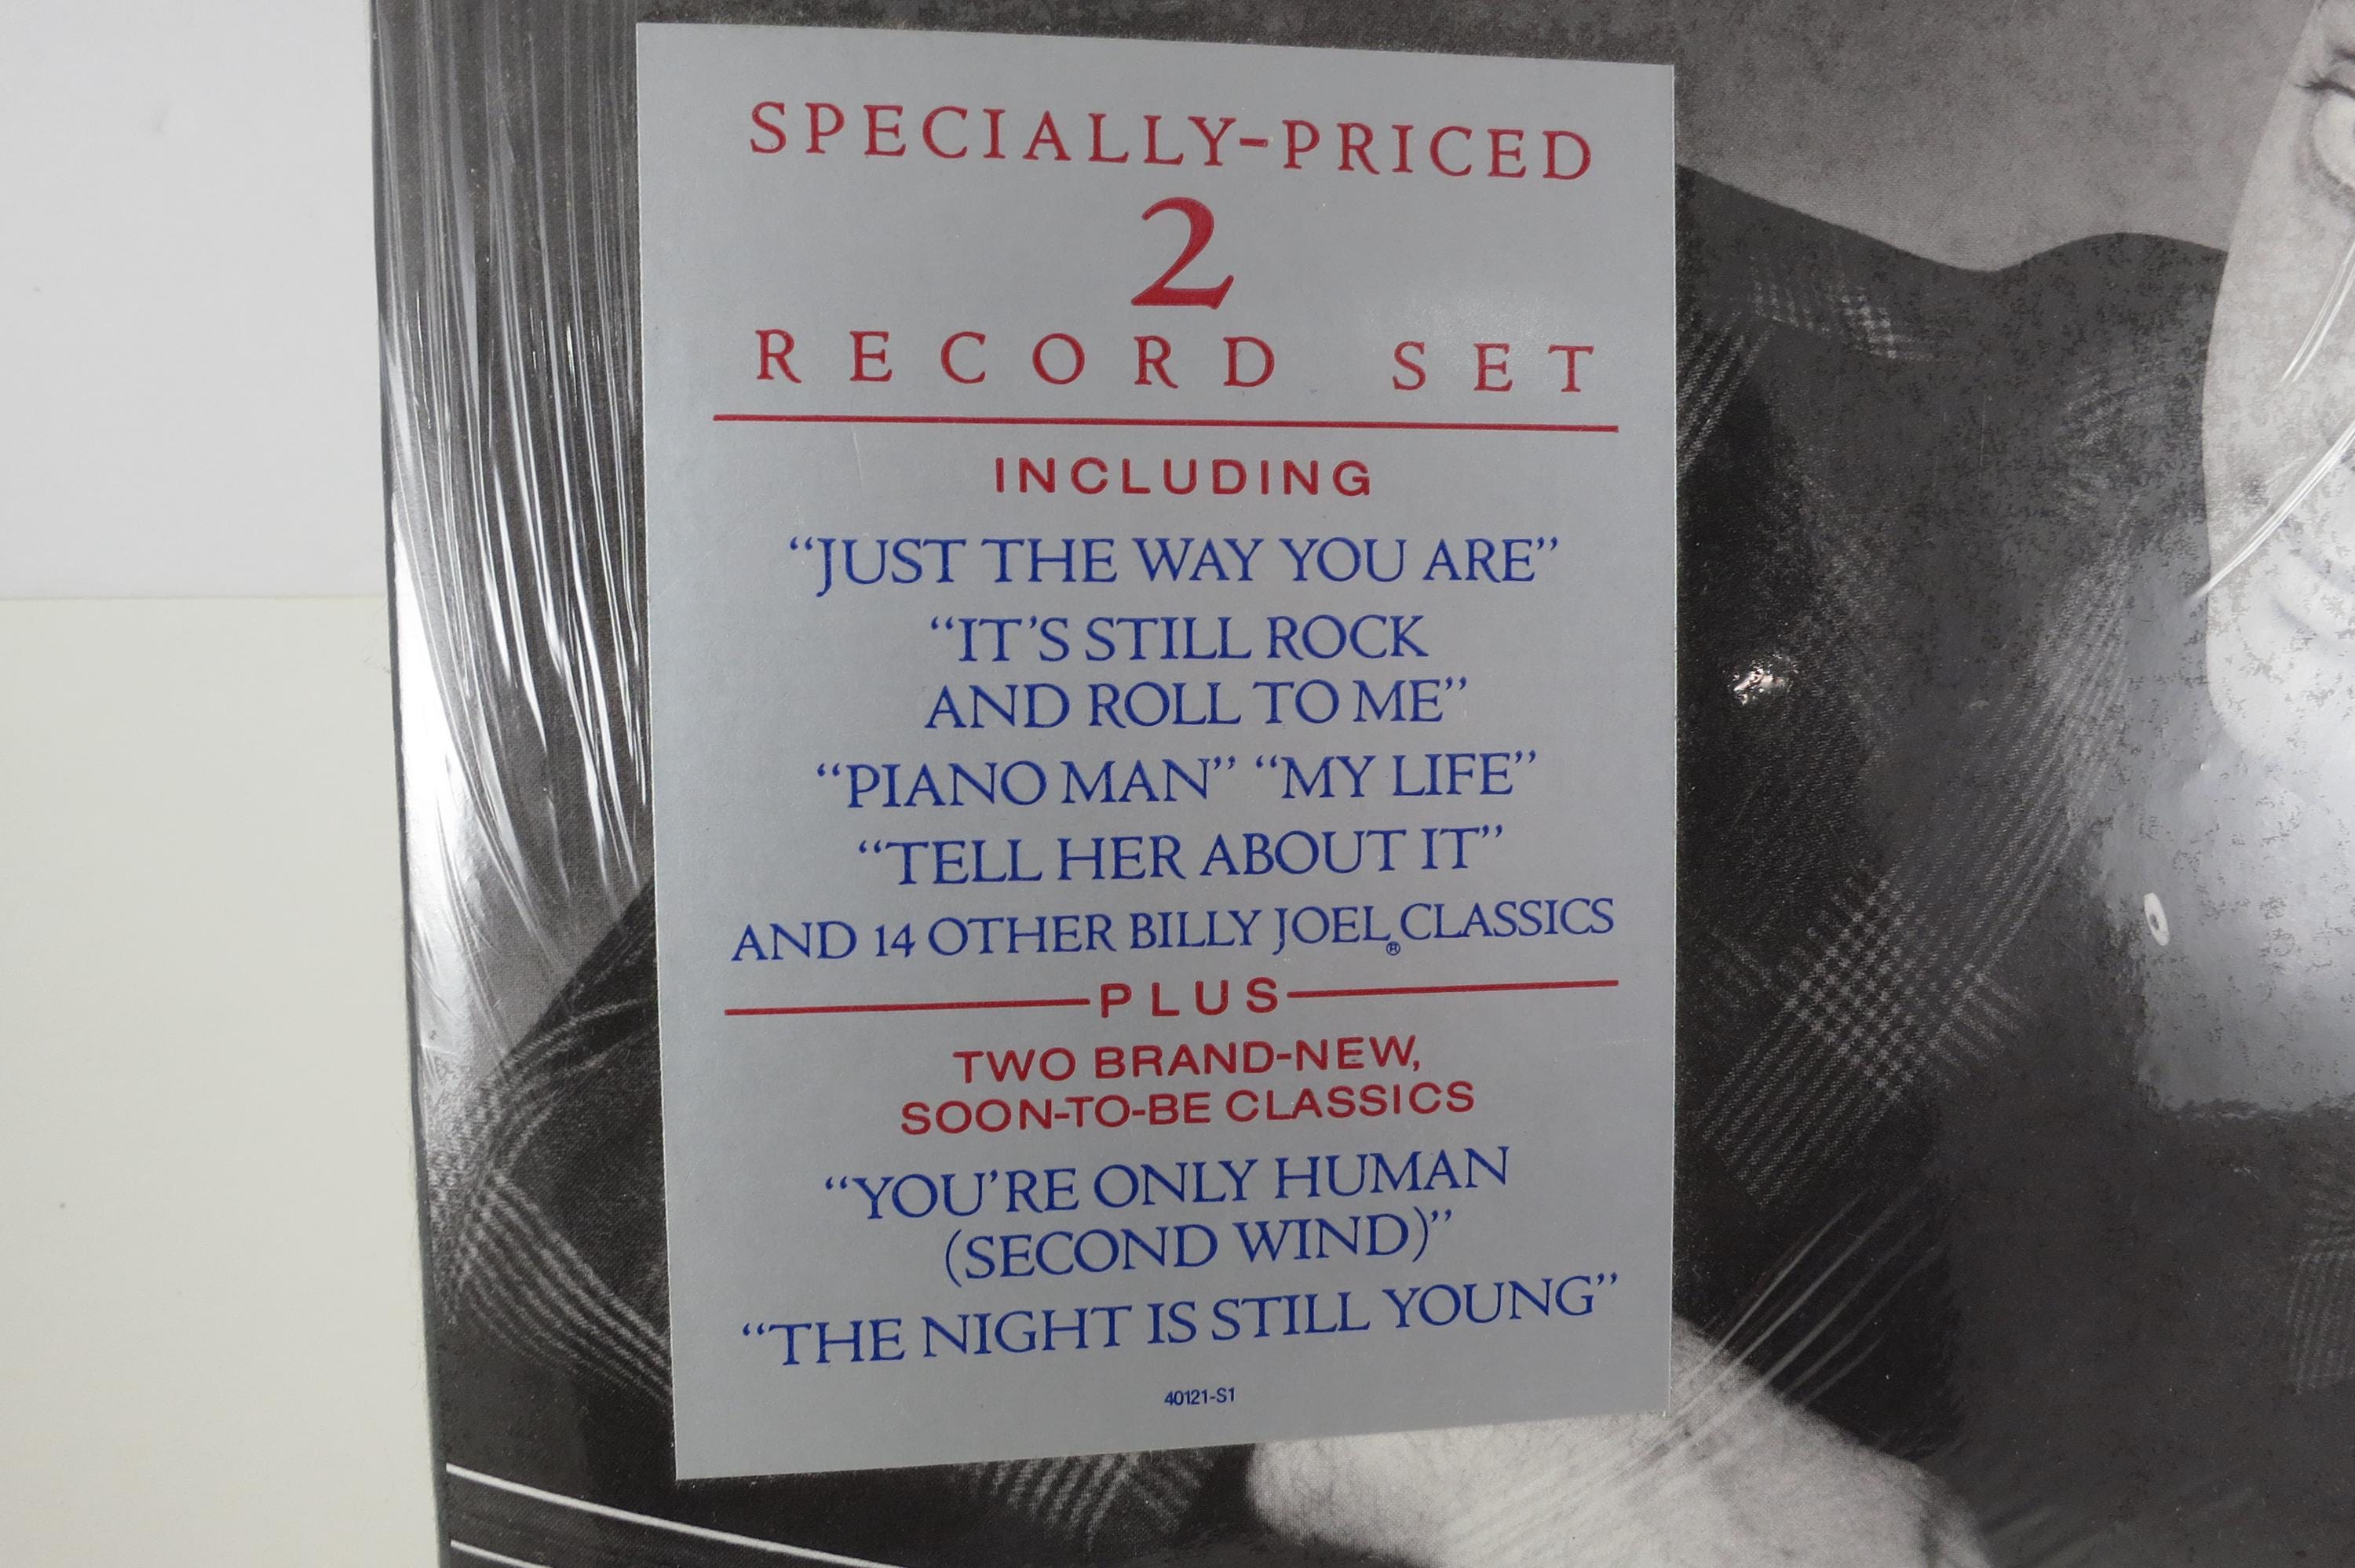 SPECIALLY-PRICED
2
RECORD SET
INCLUDING
“JUST THE WAY YOU ARE”
“IT’S STILL ROCK
AND ROLL TO ME”
“PIANO MAN” “MY LIFE”
“TELL HER ABOUT IT”
AND 14 OTHER BILLY JOEL® CLASSICS
PLUS
TWO BRAND-NEW,
SOON-TO-BE CLASSICS
“YOU’RE ONLY HUMAN
(SECOND WIND)”
“THE NIGHT IS STILL YOUNG”
40121-S1